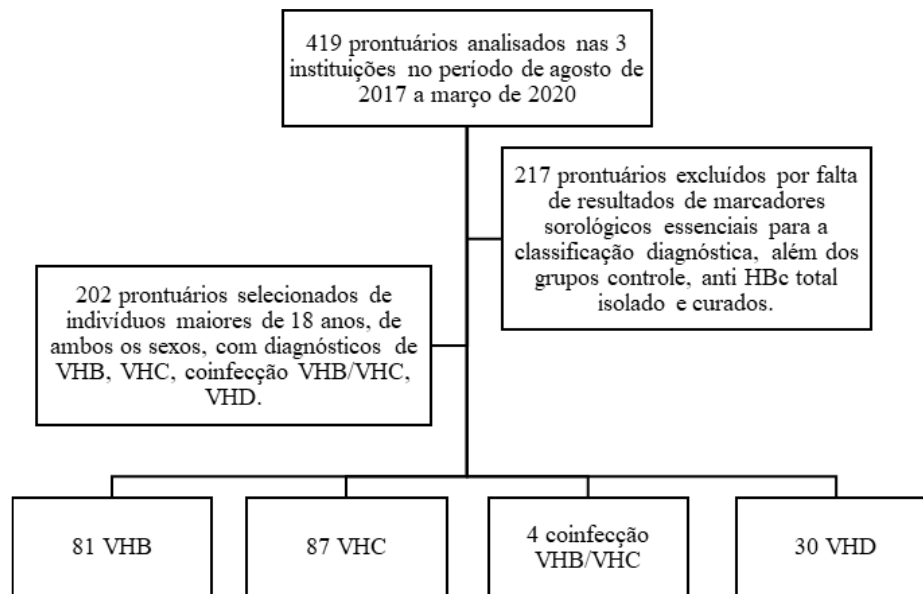 419 prontuários analisados nas 3
instituições no período de agosto de
2017 a março de 2020
217 prontuários excluídos por falta
de resultados de marcadores
sorológicos essenciais para a
classificação diagnóstica, além dos
grupos controle, anti HBc total
isolado e curados.
202 prontuários selecionados de
indivíduos maiores de 18 anos, de
ambos os sexos, com diagnósticos de
VHB, VHC, coinfecção VHB/VHC,
VHD.
81 VHB
87 VHC
4 coinfecção
VHB/VHC
30 VHD